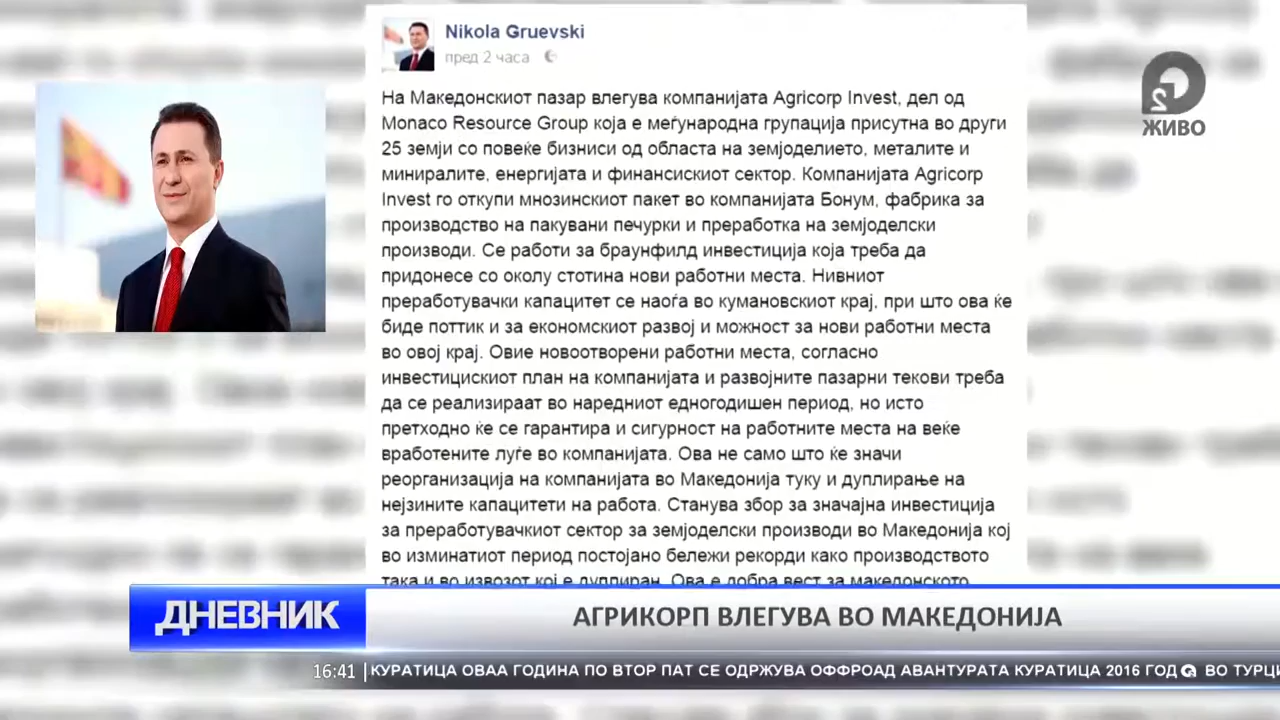 Nikola Gruevski
пред 2 часа
На Македонскиот пазар влегува компанијата Agricorp Invest, дел од
Monaco Resource Group која е меѓународна групација присутна во други
25 земји со повеќе бизниси од областа на земјоделието, металите и
миниралите, енергијата и финансискиот сектор. Компанијата Agricorp
Invest го откупи мнозинскиот пакет во компанијата Бонум, фабрика за
производство на пакувани печурки и преработка на земјоделски
производи. Се работи за браунфилд инвестиција која треба да
придонесе со околу стотина нови работни места. Нивниот
преработувачки капацитет се наоѓа во кумановскиот крај, при што ова ќе
биде поттик и за економскиот развој и можност за нови работни места
во овој крај. Овие новоотворени работни места, согласно
инвестицискиот план на компанијата и развојните пазарни текови треба
да се реализираат во наредниот едногодишен период, но исто
претходно ќе се гарантира и сигурност на работните места на веќе
вработените луѓе во компанијата. Ова не само што ќе значи
реорганизација на компанијата во Македонија туку и дуплирање на
нејзините капацитети на работа. Станува збор за значајна инвестиција
за преработувачкиот сектор за земјоделски производи во Македонија кој
во изминатиот период постојано бележи рекорди како производството
така и во извозот кој е дуплиран. Ова е добра вест за македонското
2
ЖИВО
ДНЕВНИК
АГРИКОРП ВЛЕГУВА ВО МАКЕДОНИЈА
16:41 КУРАТИЦА ОВАА ГОДИНА ПО ВТОР ПАТ СЕ ОДРЖУВА ОФФРОАД АВАНТУРАТА КУРАТИЦА 2016 ГОД ВО ТУРЦИ